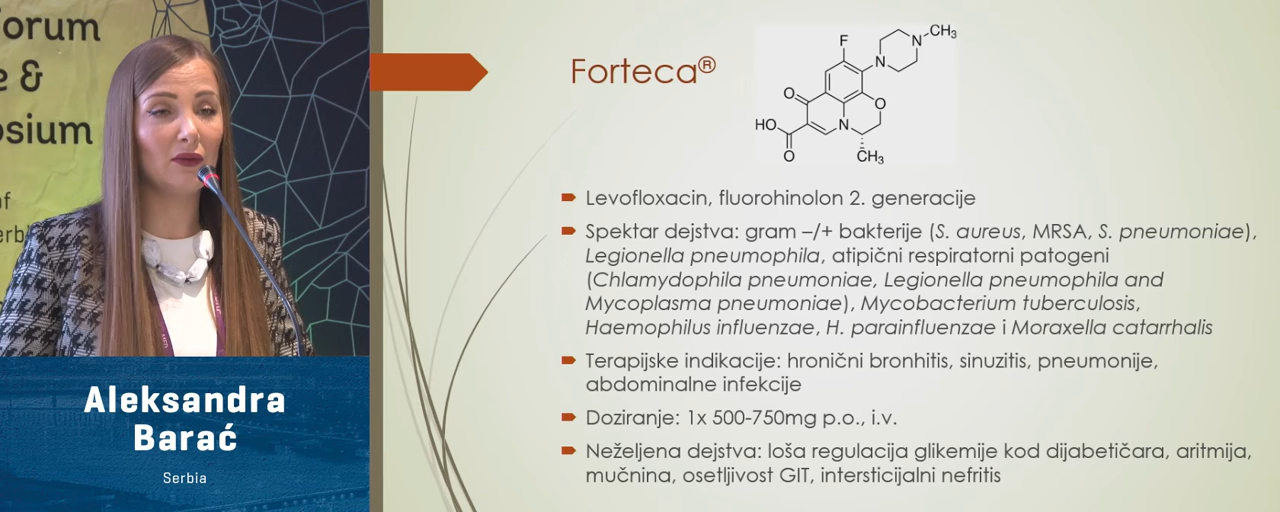 orum
e &
osium
of
erb
Aleksandra
Barać
Serbia
Forteca®
F
N
N
CH₃
O
O
HO
O
N
CH₃
Levofloxacin, fluorohinolon 2. generacije
Spektar dejstva: gram –/+ bakterije (S. aureus, MRSA, S. pneumoniae),
Legionella pneumophila, atipični respiratorni patogeni
(Chlamydophila pneumoniae, Legionella pneumophila and
Mycoplasma pneumoniae), Mycobacterium tuberculosis,
Haemophilus influenzae, H. parainfluenzae i Moraxella catarrhalis
Terapijske indikacije: hronični bronhitis, sinuzitis, pneumonije,
abdominalne infekcije
Doziranje: 1x 500-750mg p.o., i.v.
Neželjena dejstva: loša regulacija glikemije kod dijabetičara, aritmija,
mučnina, osetljivost GIT, intersticijalni nefritis